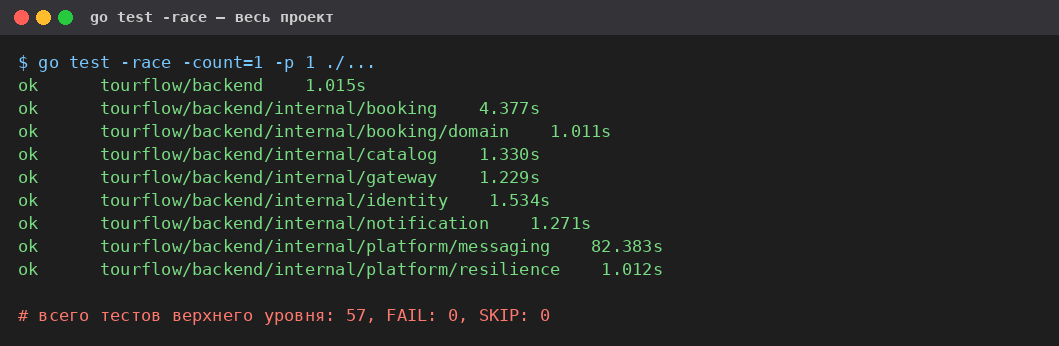 go test -race — весь проект
$ go test -race -count=1 -p 1 ./...
ok      tourflow/backend    1.015s
ok      tourflow/backend/internal/booking    4.377s
ok      tourflow/backend/internal/booking/domain    1.011s
ok      tourflow/backend/internal/catalog    1.330s
ok      tourflow/backend/internal/gateway    1.229s
ok      tourflow/backend/internal/identity    1.534s
ok      tourflow/backend/internal/notification    1.271s
ok      tourflow/backend/internal/platform/messaging    82.383s
ok      tourflow/backend/internal/platform/resilience    1.012s
# всего тестов верхнего уровня: 57, FAIL: 0, SKIP: 0